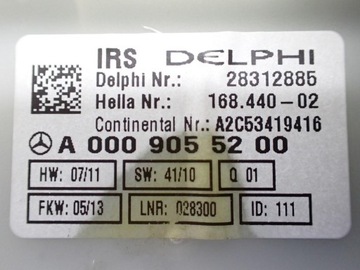 IRS DELPHI
Delphi Nr.: 28312885
Hella Nr.: 168.440-02
Continental Nr.: A2C53419416
A 000 905 52 00
HW: 07/11 SW: 41/10 Q 01
FKW: 05/13 LNR: 028300 ID: 111